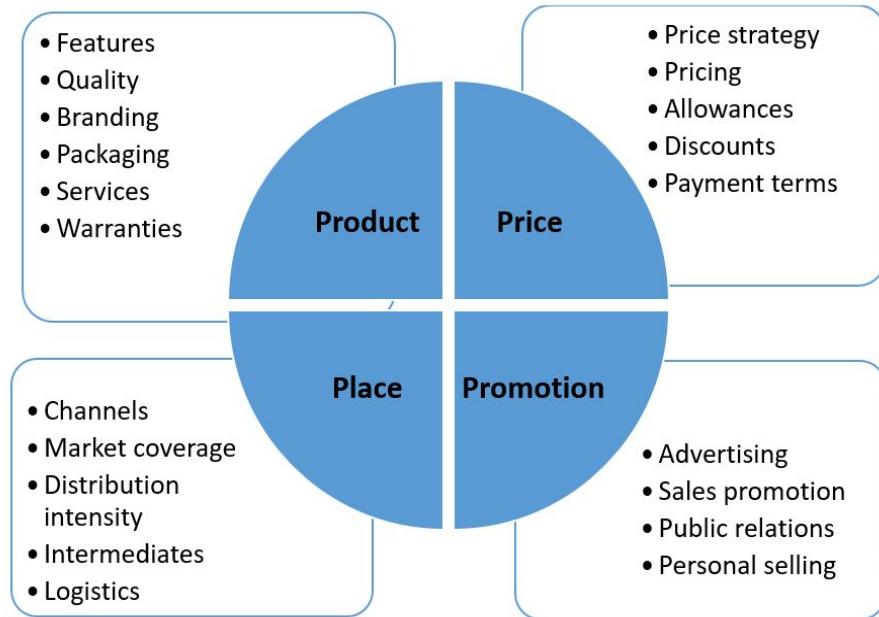 • Features
• Quality
• Branding
• Packaging
• Services
• Warranties
• Price strategy
• Pricing
• Allowances
• Discounts
• Payment terms
Product
Price
Place
Promotion
• Channels
• Market coverage
• Distribution
intensity
• Intermediates
• Logistics
• Advertising
• Sales promotion
• Public relations
• Personal selling